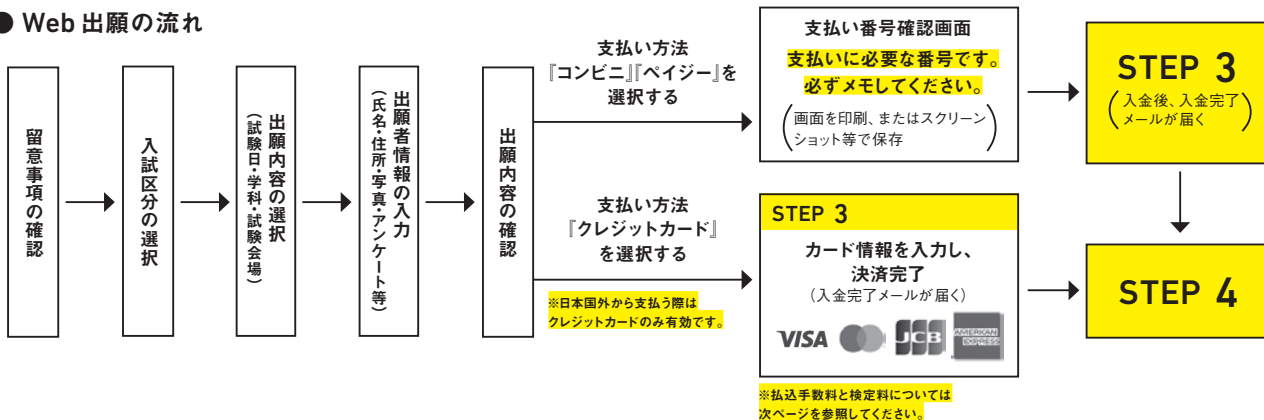 ● Web 出願の流れ
留意事項の確認
入試区分の選択
出願内容の選択
（試験日・学科・試験会場）
出願者情報の入力
（氏名・住所・写真・アンケート等）
出願内容の確認
支払い方法
『コンビニ』『ペイジー』を
選択する
支払い番号確認画面
支払いに必要な番号です。
必ずメモしてください。
（画面を印刷、またはスクリーン
ショット等で保存）
STEP 3
（入金後、入金完了
メールが届く）
支払い方法
『クレジットカード』
を選択する
※日本国外から支払う際は
クレジットカードのみ有効です。
STEP 3
カード情報を入力し、
決済完了
（入金完了メールが届く）
VISA JCB AMERICAN
EXPRESS
※払込手数料と検定料については
次ページを参照してください。
STEP 4